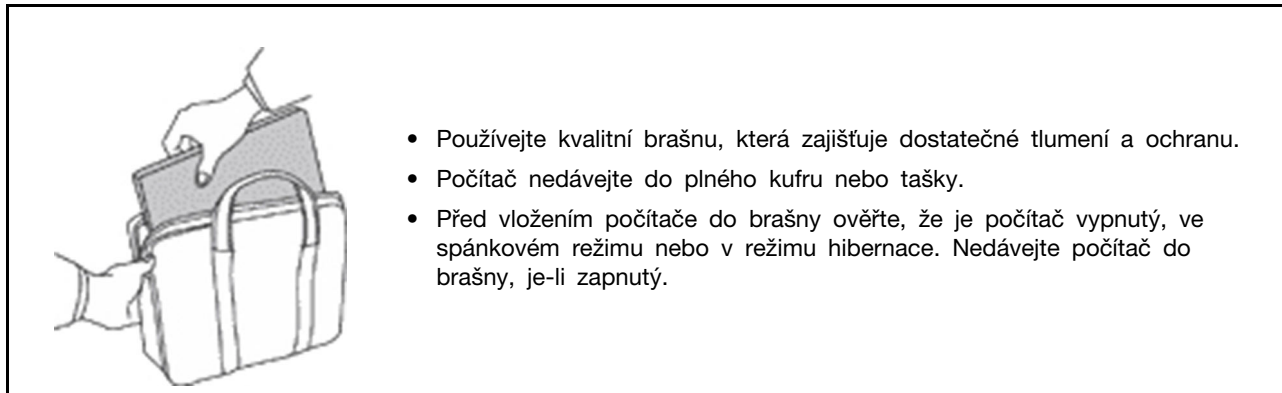 • Používejte kvalitní brašnu, která zajišťuje dostatečné tlumení a ochranu.
• Počítač nedávejte do plného kufru nebo tašky.
• Před vložením počítače do brašny ověřte, že je počítač vypnutý, ve
spánkovém režimu nebo v režimu hibernace. Nedávejte počítač do
brašny, je-li zapnutý.